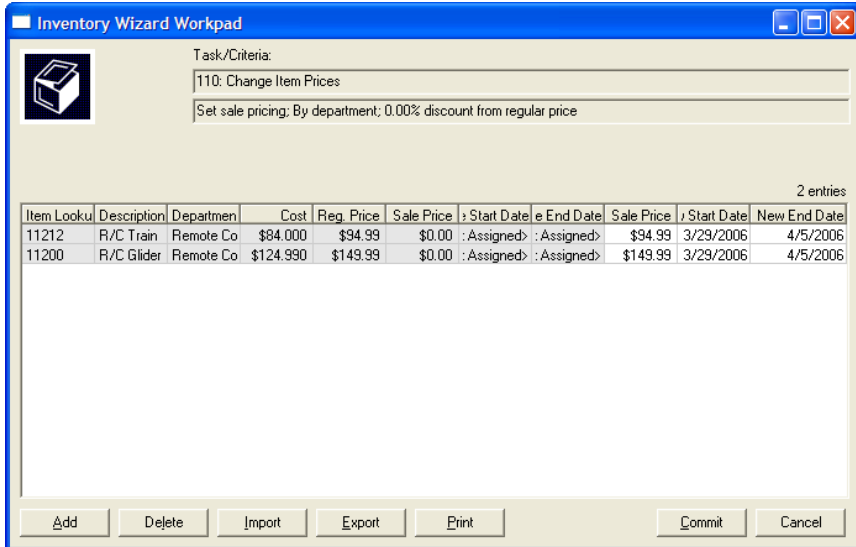 Inventory Wizard Workpad
Task/Criteria:
110: Change Item Prices
Set sale pricing; By department; 0.00% discount from regular price
2 entries
Item Looku Description Departmen Cost Reg. Price Sale Price Start Date e End Date Sale Price Start Date New End Date
11212 R/C Train Remote Co $84.000 $94.99 $0.00 : Assigned> : Assigned> $94.99 3/29/2006 4/5/2006
11200 R/C Glider Remote Co $124.990 $149.99 $0.00 : Assigned> : Assigned> $149.99 3/29/2006 4/5/2006
Add Delete Import Export Print Commit Cancel